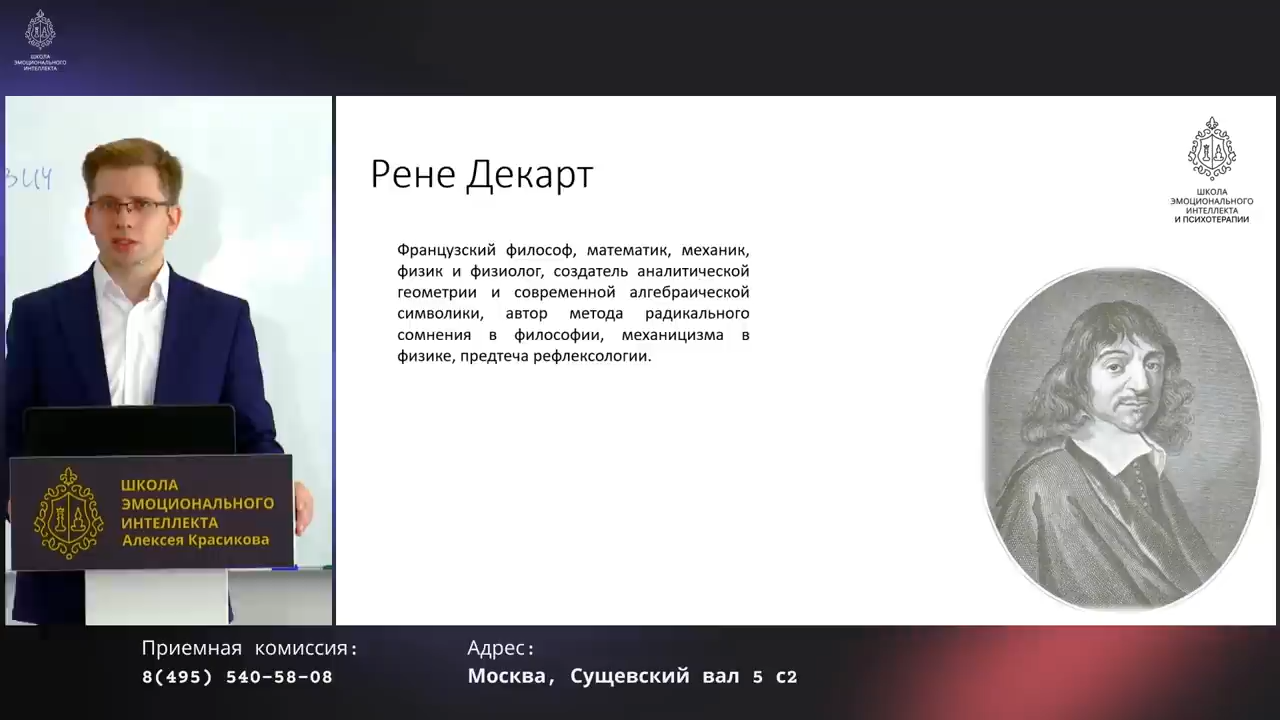 ШКОЛА
ЭМОЦИОНАЛЬНОГО
ИНТЕЛЛЕКТА
Рене Декарт
ШКОЛА
ЭМОЦИОНАЛЬНОГО
ИНТЕЛЛЕКТА
И ПСИХОТЕРАПИИ
Французский философ, математик, механик,
физик и физиолог, создатель аналитической
геометрии и современной алгебраической
символики, автор метода радикального
сомнения в философии, механицизма в
физике, предтеча рефлексологии.
ШКОЛА
ЭМОЦИОНАЛЬНОГО
ИНТЕЛЛЕКТА
Алексея Красикова
Приемная комиссия:
8(495) 540-58-08
Адрес:
Москва, Сущевский вал 5 с2